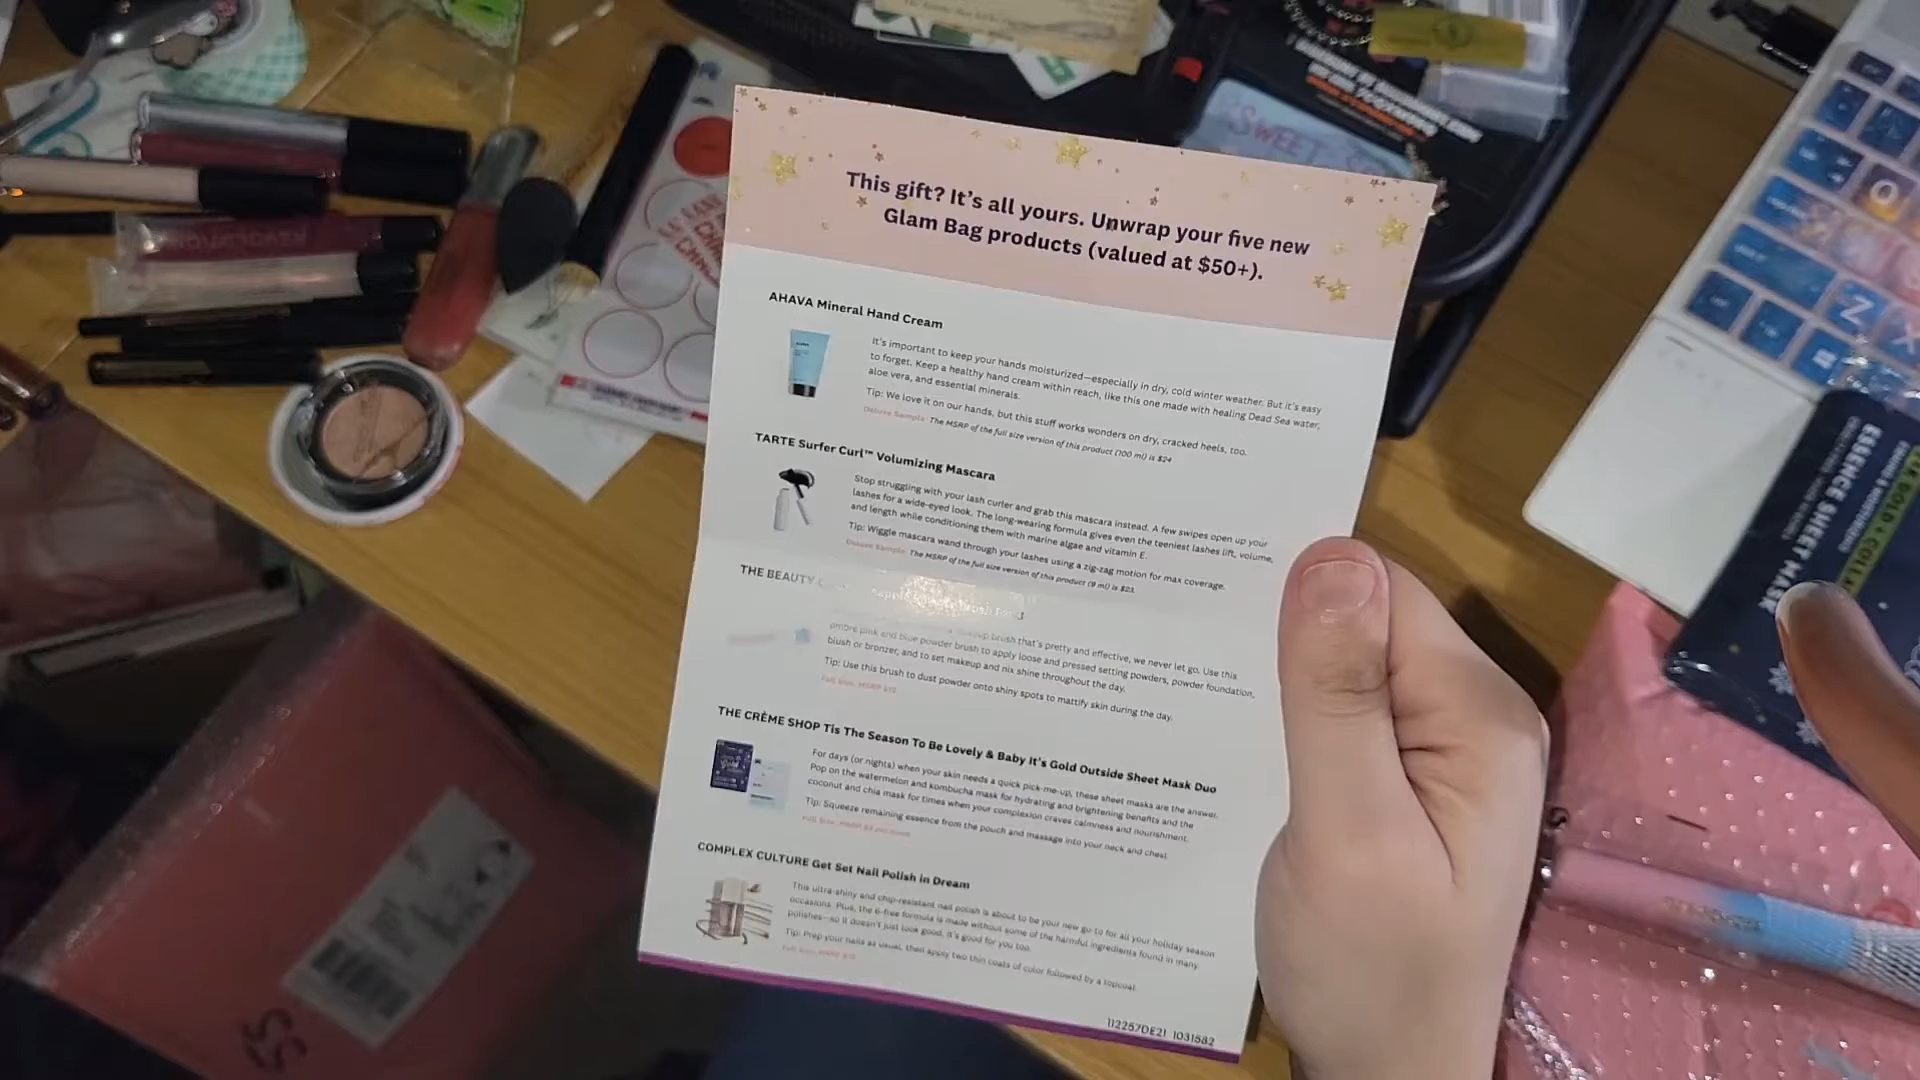 This gift? It's all yours. Unwrap your five new
Glam Bag products (valued at $50+).
AHAVA Mineral Hand Cream
It's important to keep your hands moisturized—especially in dry, cold winter weather. But it's easy
to forget. Keep a healthy hand cream within reach, like this one made with healing Dead Sea water,
aloe vera, and essential minerals.
Tip: We love it on our hands, but this stuff works wonders on dry, cracked heels, too.
Deluxe Sample The MSRP of the full size version of this product (100 ml) is $24
TARTE Surfer Curl™ Volumizing Mascara
Stop struggling with your lash curler and grab this mascara instead. A few swipes open up your
lashes for a wide-eyed look. The long-wearing formula gives even the teeniest lashes lift, volume,
and length while conditioning them with marine algae and vitamin E.
Tip: Wiggle mascara wand through your lashes using a zig-zag motion for max coverage.
Deluxe Sample The MSRP of the full size version of this product (9 ml) is $23
THE BEAUTY
brush that's pretty and effective, we never let go. Use this
ombre pink and blue powder brush to apply loose and pressed setting powders, powder foundation,
blush or bronzer, and to set makeup and nix shine throughout the day.
Tip: Use this brush to dust powder onto shiny spots to mattify skin during the day.
Full Size, MSRP
THE CRÈME SHOP Tis The Season To Be Lovely & Baby It's Gold Outside Sheet Mask Duo
For days (or nights) when your skin needs a quick pick-me-up, these sheet masks are the answer.
Pop on the watermelon and kombucha mask for hydrating and brightening benefits and the
coconut and chia mask for times when your complexion craves calmness and nourishment.
Tip: Squeeze remaining essence from the pouch and massage into your neck and chest.
Full Size, MSRP
COMPLEX CULTURE Get Set Nail Polish in Dream
This ultra-shiny and chip-resistant nail polish is about to be your new go-to for all your holiday season
occasions. Plus, the 6-free formula is made without some of the harmful ingredients found in many
polishes—so it doesn't just look good, it's good for you too.
Tip: Prep your nails as usual, then apply two thin coats of color followed by a topcoat.
Full Size, MSRP
112257DE21 1031582
SWEET
ESSENCE SHEET MASK
Q
Z
X
55